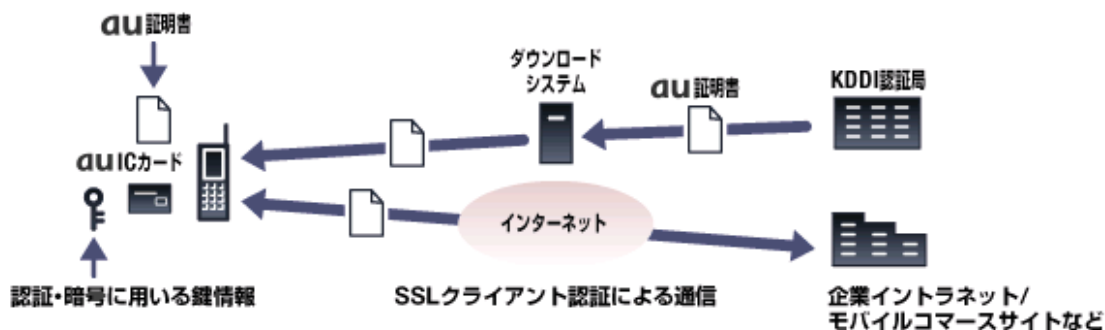 au証明書
ダウンロード
システム
au証明書
KDDI認証局
au ICカード
インターネット
認証・暗号に用いる鍵情報
SSLクライアント認証による通信
企業イントラネット/
モバイルコマースサイトなど